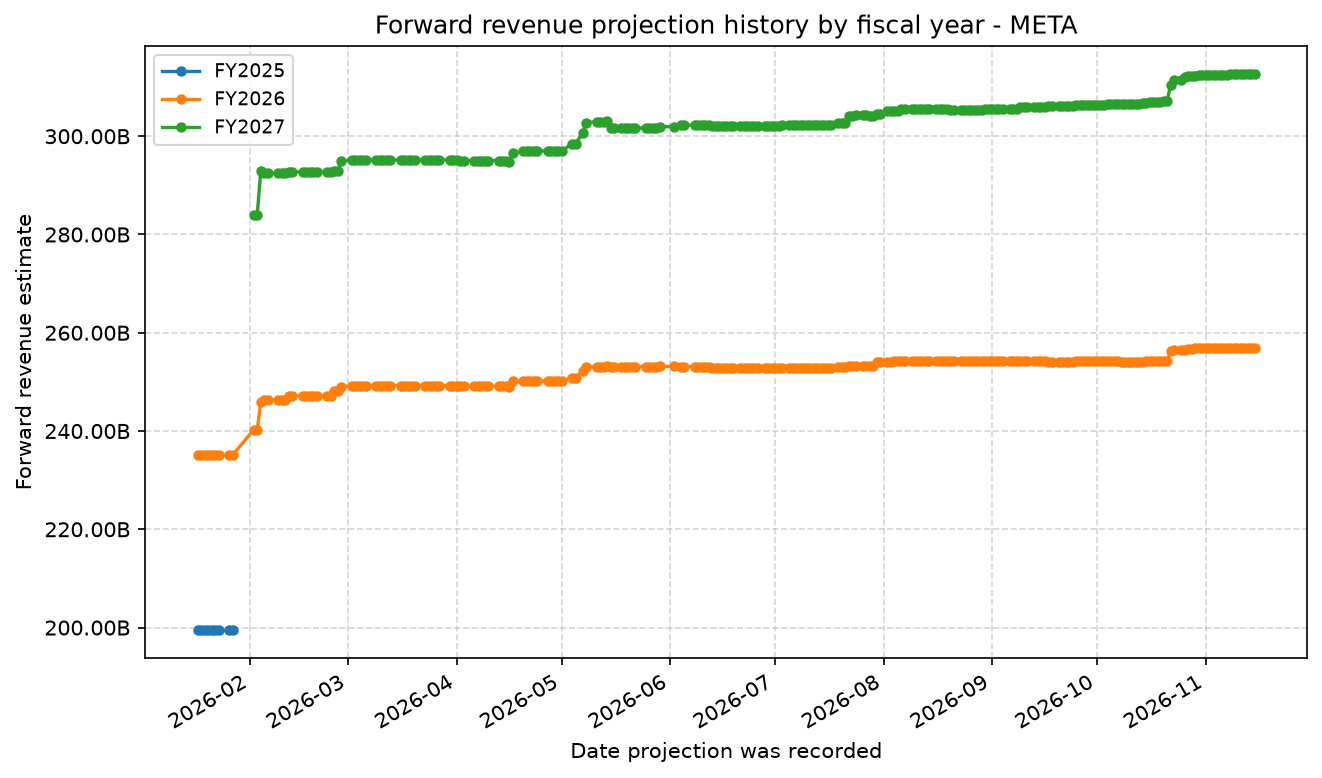 Forward revenue projection history by fiscal year - META
FY2025
FY2026
FY2027
300.00B
280.00B
260.00B
240.00B
220.00B
200.00B
Forward revenue estimate
2026-02
2026-03
2026-04
2026-05
2026-06
2026-07
2026-08
2026-09
2026-10
2026-11
Date projection was recorded